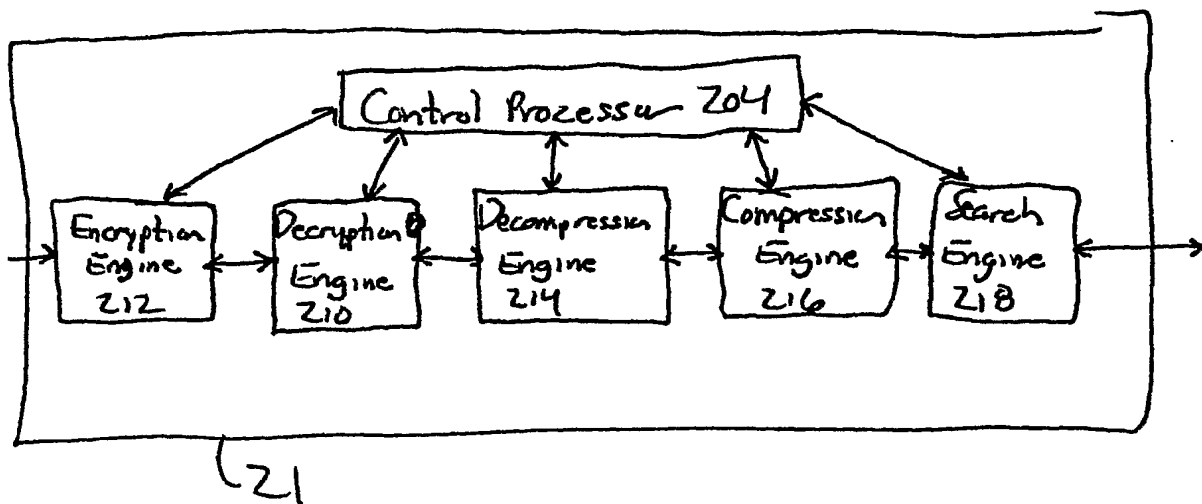 Control Prozessor 204
Encryption
Engine
212
Decryption
Engine
210
Decompression
Engine
214
Compression
Engine
216
Search
Engine
218
21